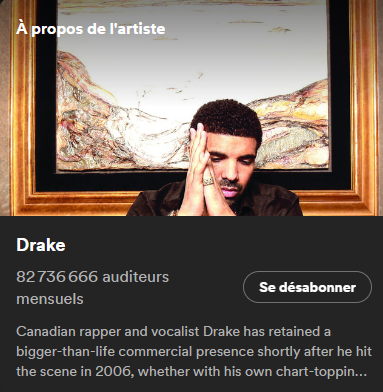 À propos de l'artiste
Drake
82 736 666 auditeurs
mensuels
Se désabonner
Canadian rapper and vocalist Drake has retained a
bigger-than-life commercial presence shortly after he hit
the scene in 2006, whether with his own chart-toppin...